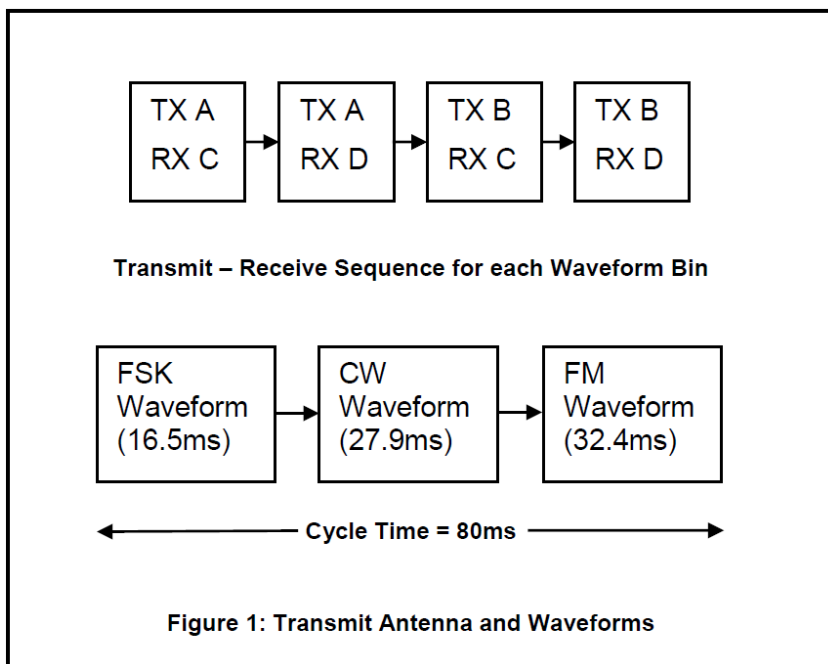 TX A
RX C
TX A
RX D
TX B
RX C
TX B
RX D
Transmit – Receive Sequence for each Waveform Bin
FSK
Waveform
(16.5ms)
CW
Waveform
(27.9ms)
FM
Waveform
(32.4ms)
Cycle Time = 80ms
Figure 1: Transmit Antenna and Waveforms